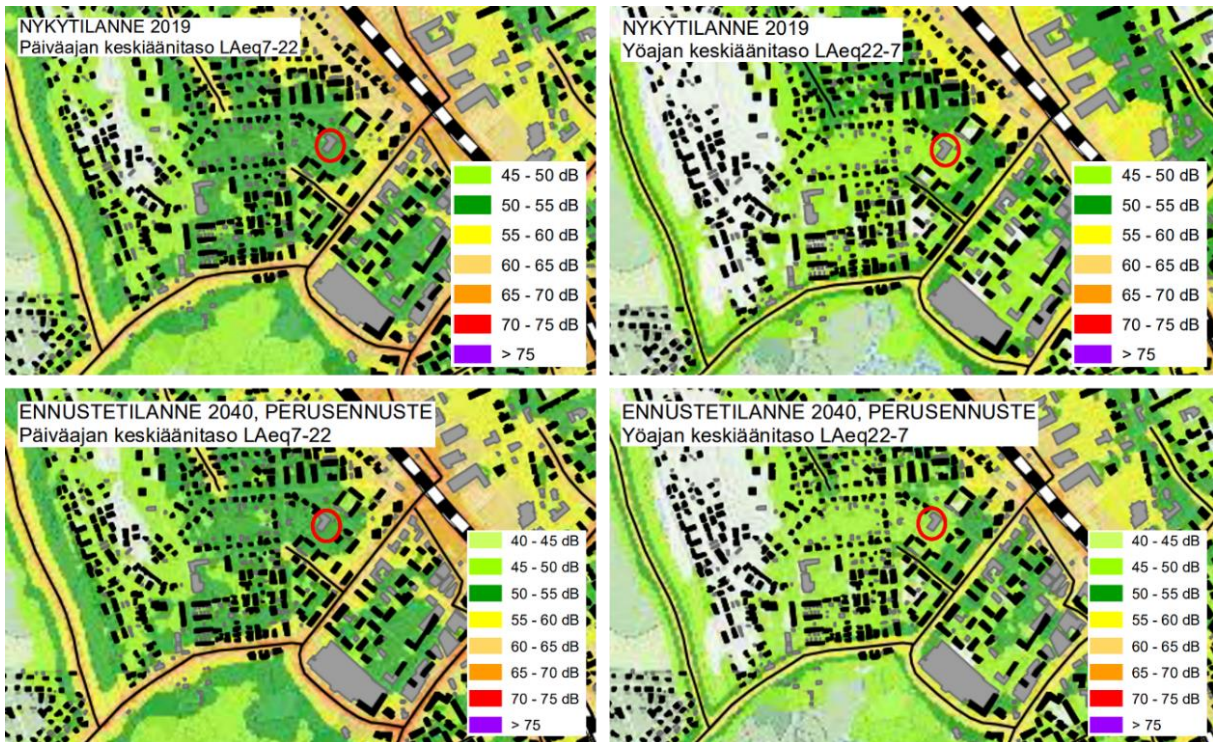 NYKYTILANNE 2019
Päiväajan keskiäänitaso LAeq7-22
45 - 50 dB
50 - 55 dB
55 - 60 dB
60 - 65 dB
65 - 70 dB
70 - 75 dB
> 75
NYKYTILANNE 2019
Yöajan keskiäänitaso LAeq22-7
45 - 50 dB
50 - 55 dB
55 - 60 dB
60 - 65 dB
65 - 70 dB
70 - 75 dB
> 75
ENNUSTETILANNE 2040, PERUSENNUSTE
Päiväajan keskiäänitaso LAeq7-22
40 - 45 dB
45 - 50 dB
50 - 55 dB
55 - 60 dB
60 - 65 dB
65 - 70 dB
70 - 75 dB
> 75
ENNUSTETILANNE 2040, PERUSENNUSTE
Yöajan keskiäänitaso LAeq22-7
40 - 45 dB
45 - 50 dB
50 - 55 dB
55 - 60 dB
60 - 65 dB
65 - 70 dB
70 - 75 dB
> 75